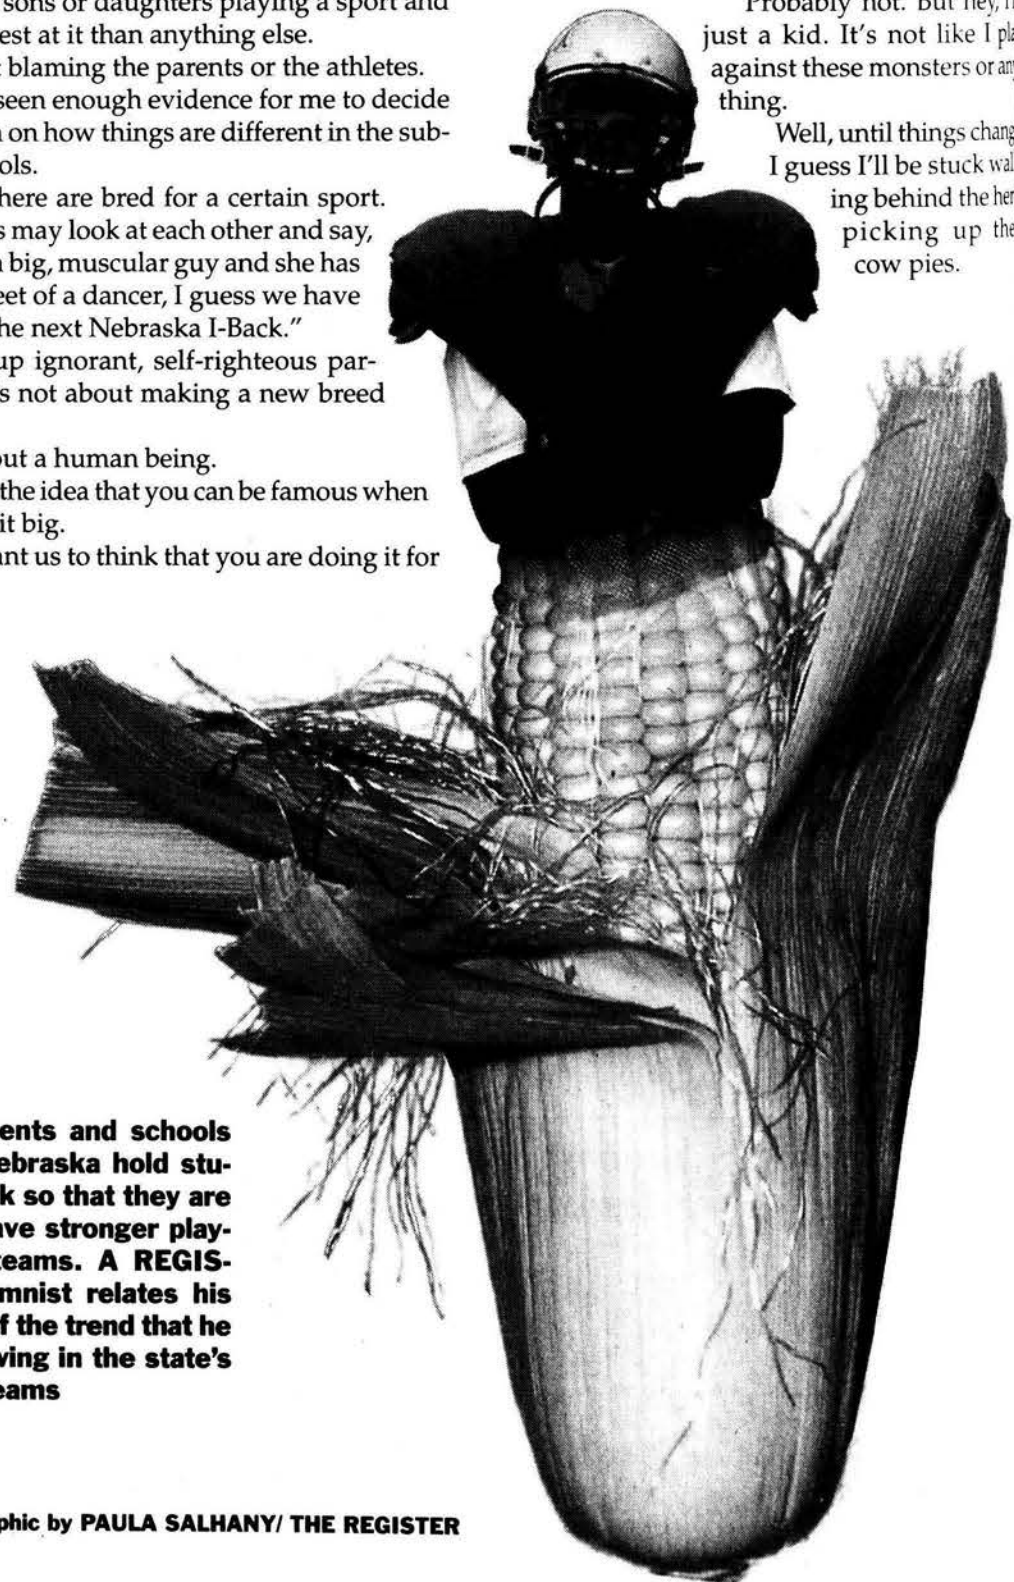 sons or daughters playing a sport and
est at it than anything else.
blaming the parents or the athletes.
seen enough evidence for me to decide
on how things are different in the sub-
ols.
here are bred for a certain sport.
s may look at each other and say,
a big, muscular guy and she has
eet of a dancer, I guess we have
he next Nebraska I-Back."
up ignorant, self-righteous par-
s not about making a new breed
out a human being.
the idea that you can be famous when
it big.
ant us to think that you are doing it for
Probably not. But hey,
just a kid. It's not like I pla
against these monsters or any
thing.
Well, until things chang
I guess I'll be stuck wal
ing behind the her
picking up the
cow pies.
ents and schools
ebraska hold stu-
k so that they are
ave stronger play-
teams. A REGIS-
mnist relates his
f the trend that he
ving in the state's
eams
phic by PAULA SALHANY/ THE REGISTER